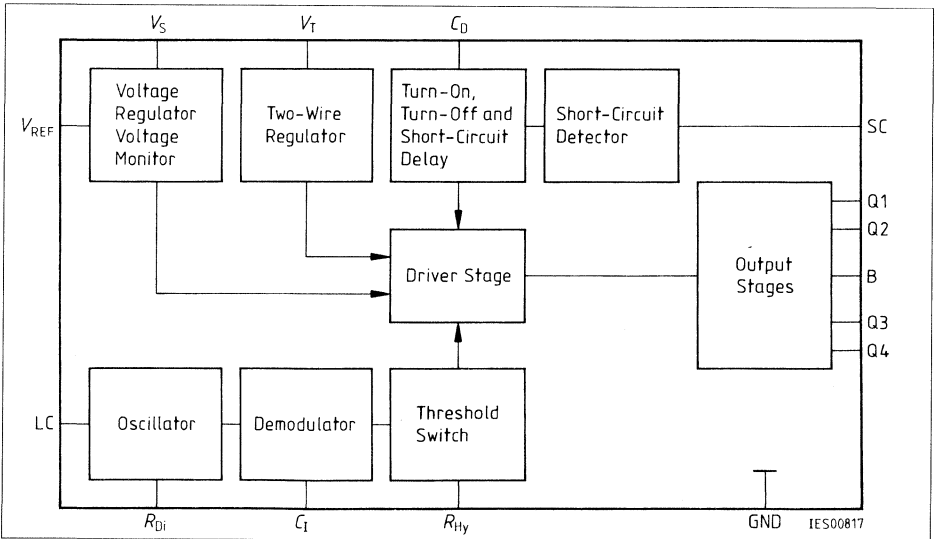 V_S V_T C_D
Voltage
Regulator
Voltage
Monitor
Two-Wire
Regulator
Turn-On,
Turn-Off and
Short-Circuit
Delay
Short-Circuit
Detector
V_REF
SC
Q1
Q2
B
Q3
Q4
Driver Stage
Output
Stages
LC
Oscillator
Demodulator
Threshold
Switch
R_Di C_I R_Hy GND IES00817